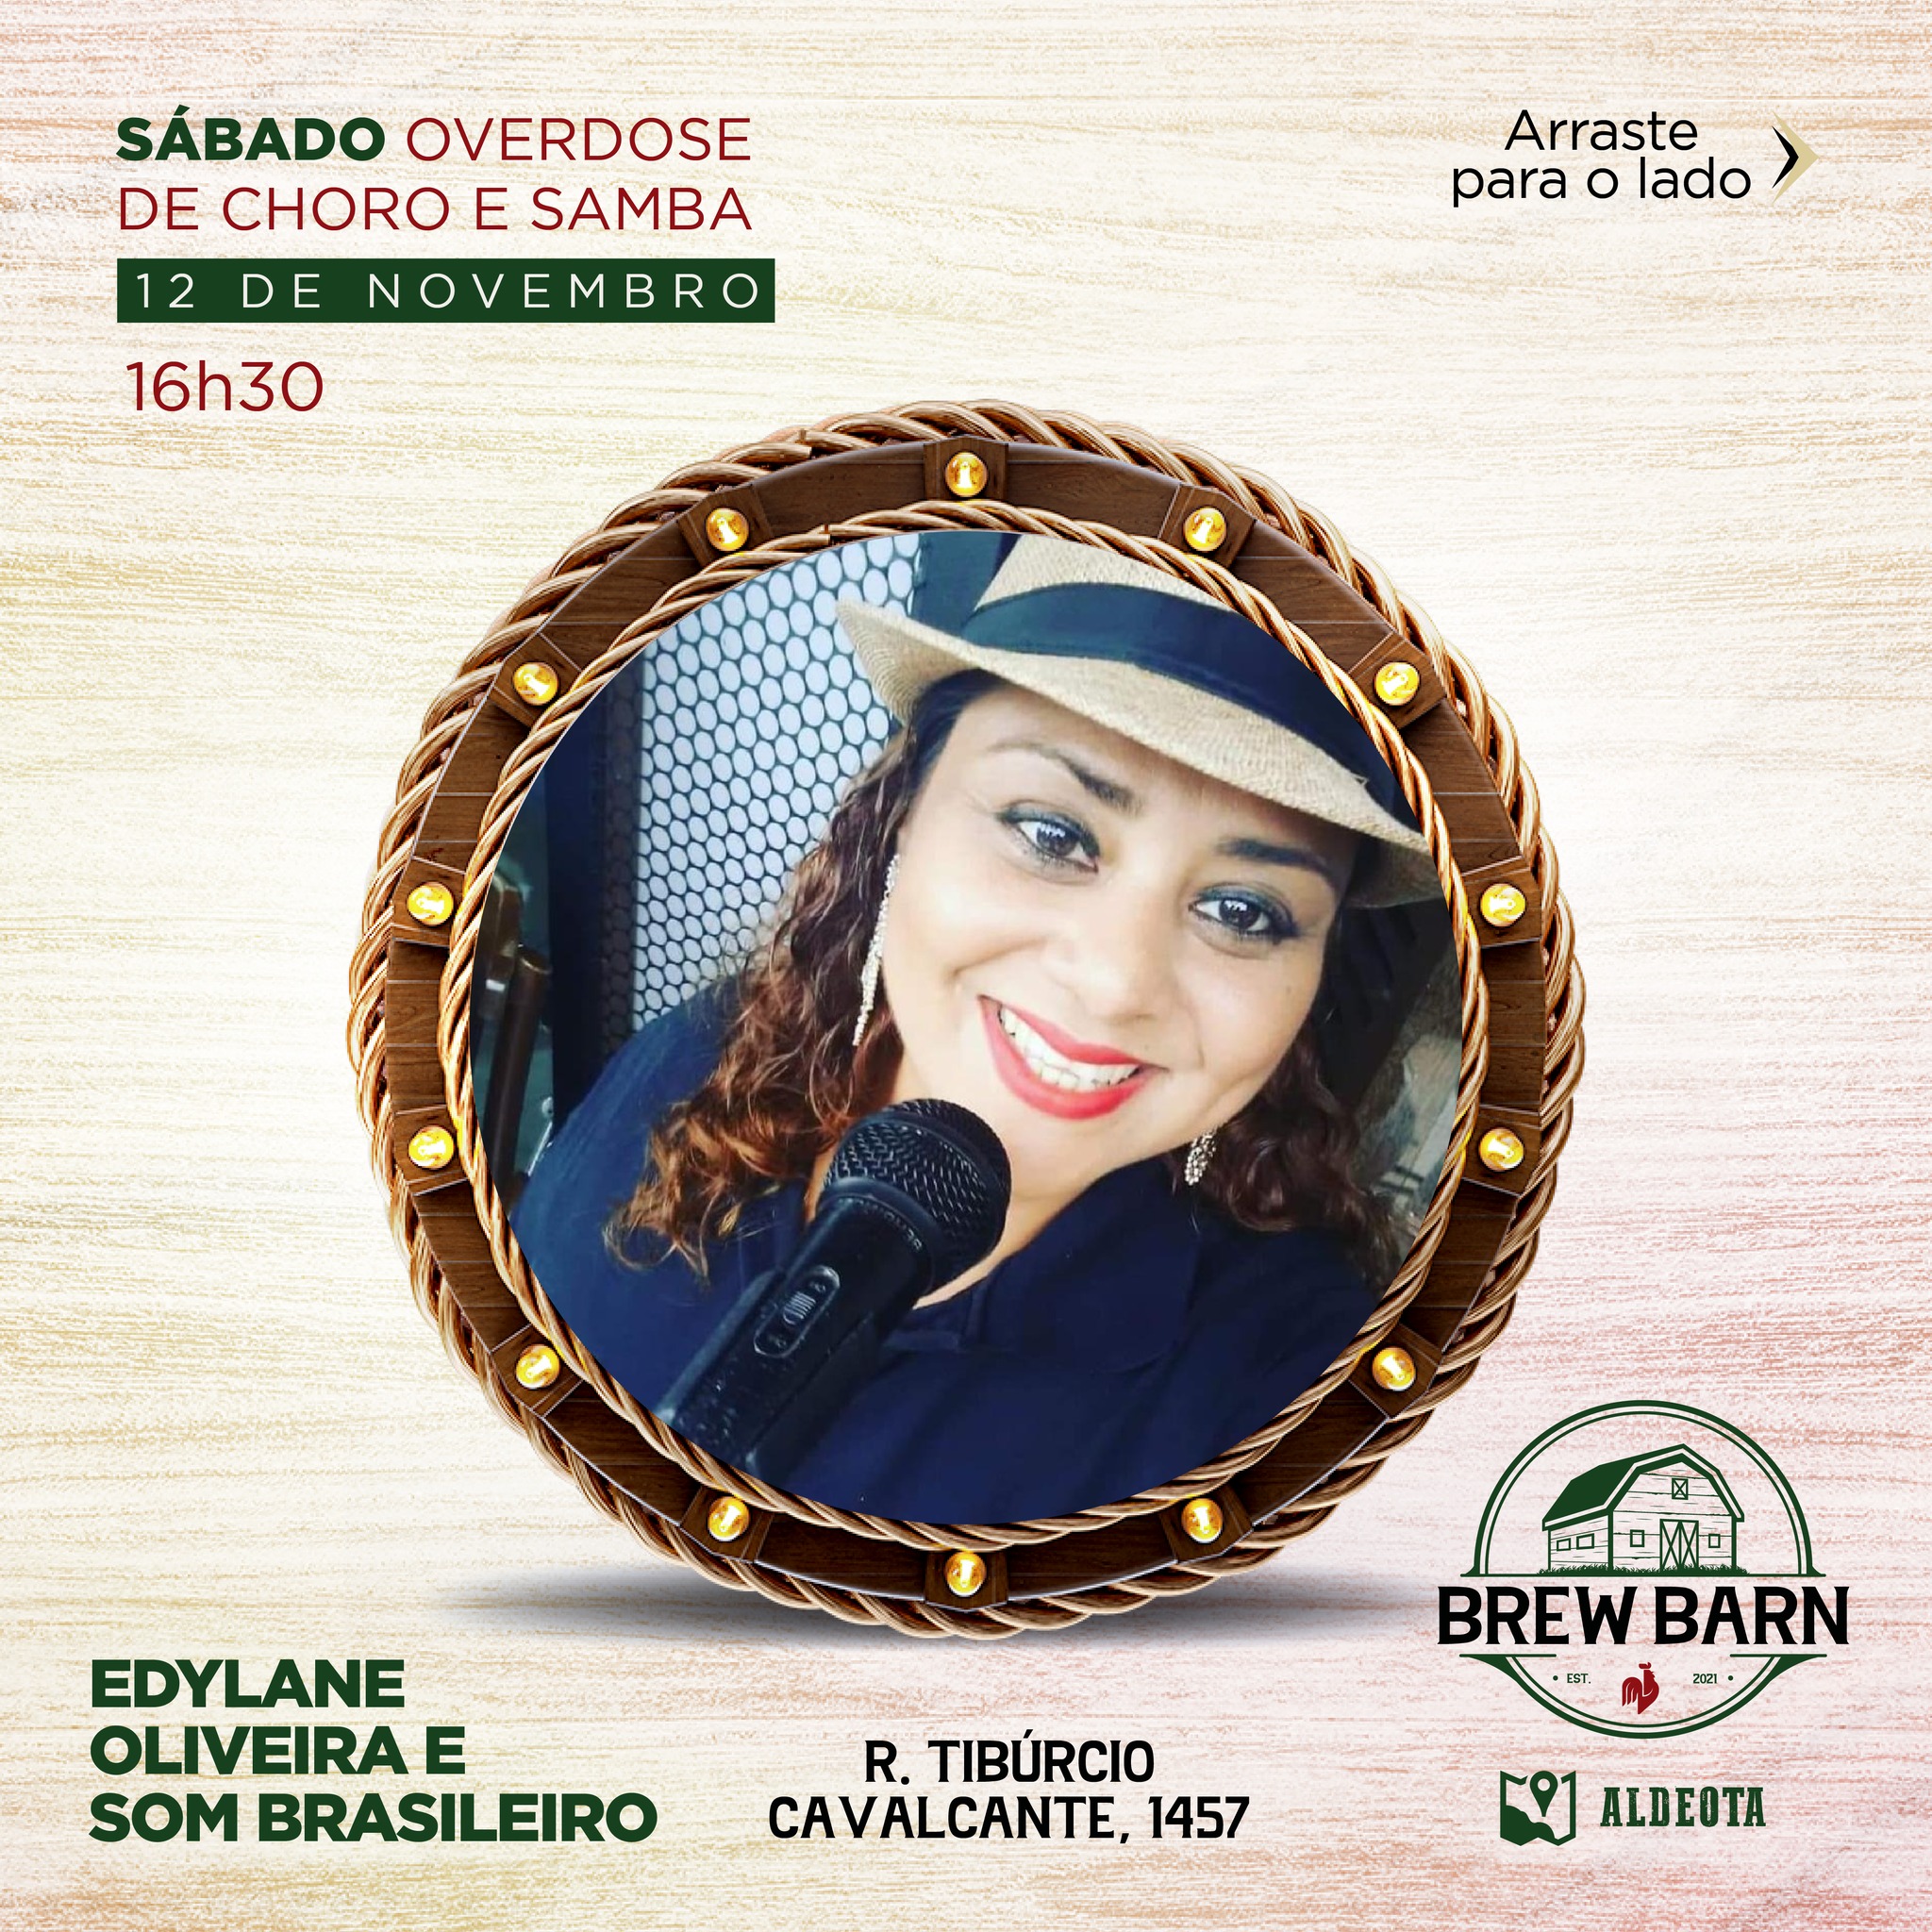 SÁBADO OVERDOSE
DE CHORO E SAMBA
12 DE NOVEMBRO
16h30
Arraste
para o lado
BREW BARN
• EST. 2021 •
EDYLANE
OLIVEIRA E
SOM BRASILEIRO
R. TIBÚRCIO
CAVALCANTE, 1457
ALDEOTA